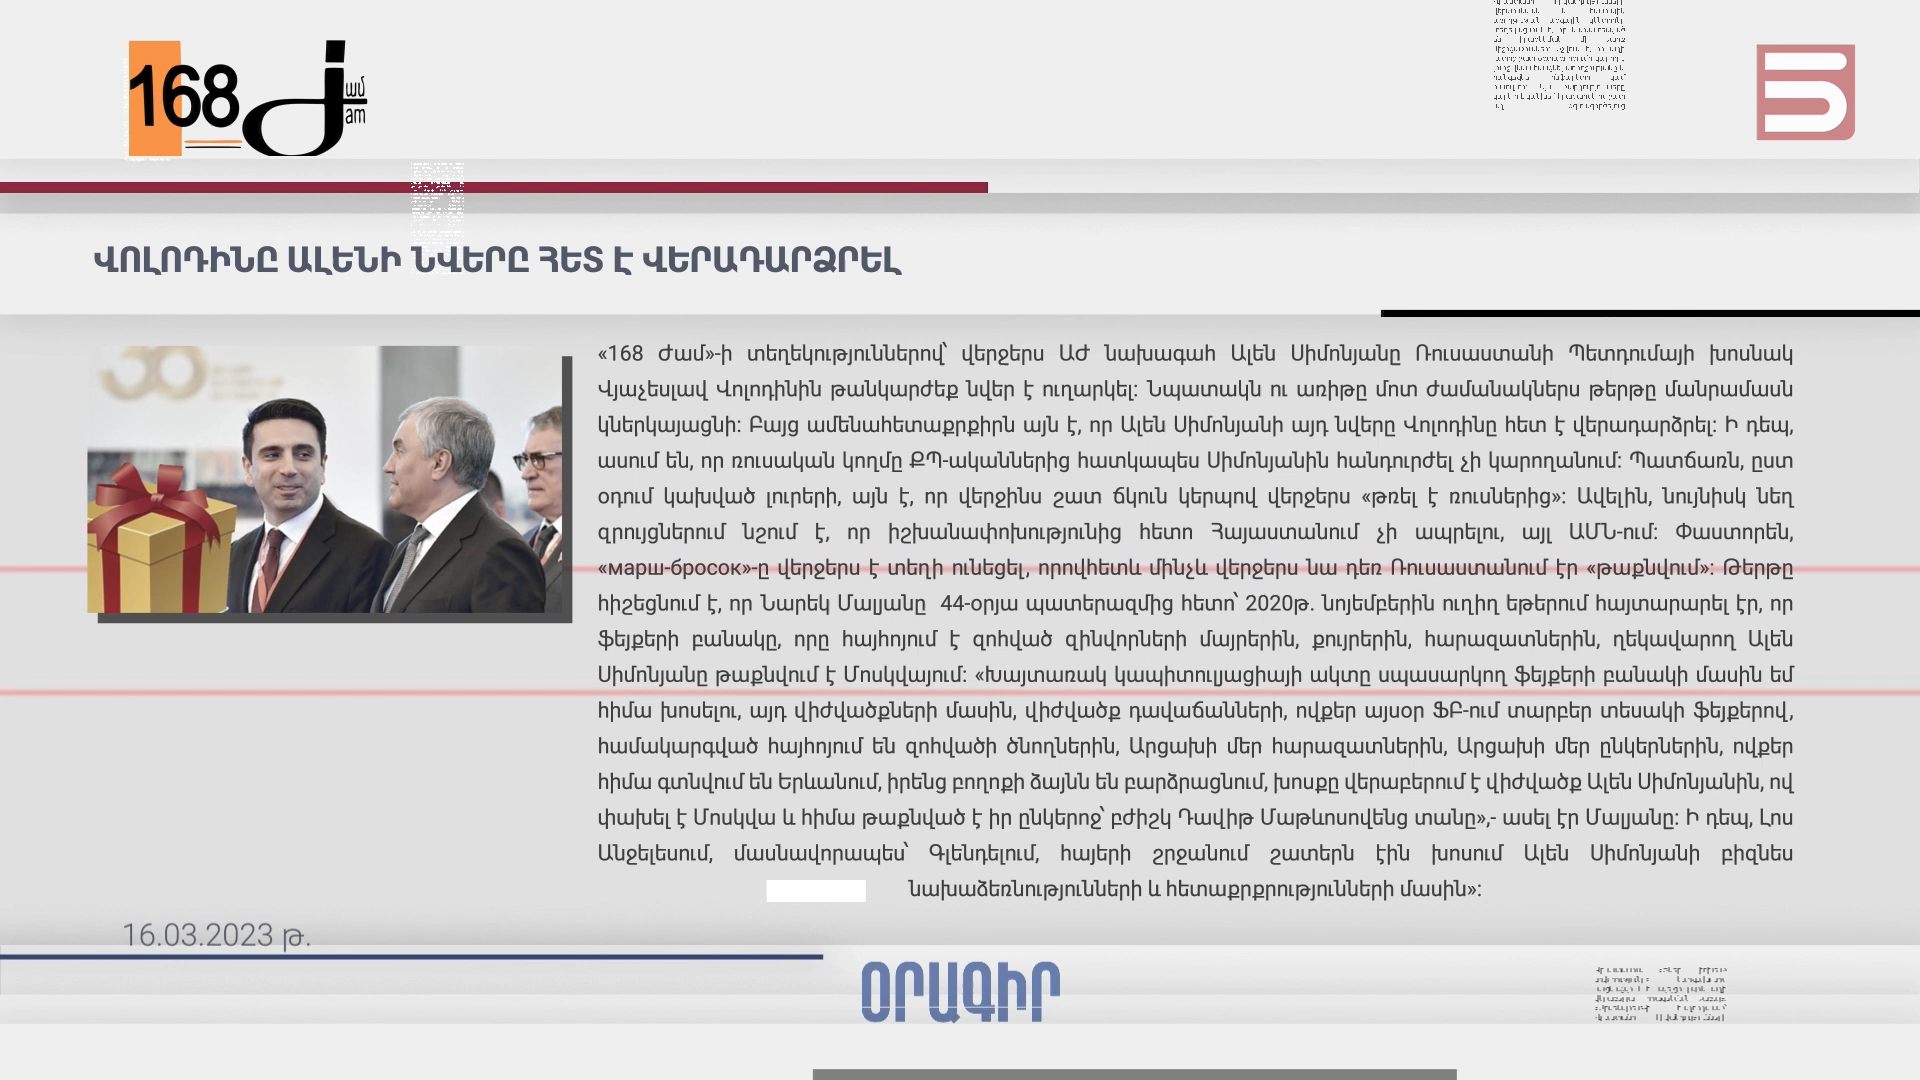 168 Ժամ
am
5
ՎՈԼՈԴԻՆԸ ԱԼԵՆԻ ՆՎԵՐԸ ՀԵՏ Է ՎԵՐԱԴԱՐՁՐԵԼ
30
«168 Ժամ»-ի տեղեկություններով՝ վերջերս ԱԺ նախագահ Ալեն Սիմոնյանը Ռուսաստանի Պետդումայի խոսնակ
Վյաչեսլավ Վոլոդինին թանկարժեք նվեր է ուղարկել: Նպատակն ու առիթը մոտ ժամանակներս թերթը մանրամասն
կներկայացնի: Բայց ամենահետաքրքիրն այն է, որ Ալեն Սիմոնյանի այդ նվերը Վոլոդինը հետ է վերադարձրել: Ի դեպ,
ասում են, որ ռուսական կողմը ՔՊ-ականներից հատկապես Սիմոնյանին հանդուրժել չի կարողանում: Պատճառն, ըստ
օդում կախված լուրերի, այն է, որ վերջինս շատ ճկուն կերպով վերջերս «թռել է ռուսներից»: Ավելին, նույնիսկ նեղ
զրույցներում նշում է, որ իշխանափոխությունից հետո Հայաստանում չի ապրելու, այլ ԱՄՆ-ում: Փաստորեն,
«марш-бросок»-ը վերջերս է տեղի ունեցել, որովհետև մինչև վերջերս նա դեռ Ռուսաստանում էր «թաքնվում»: Թերթը
հիշեցնում է, որ Նարեկ Մալյանը 44-օրյա պատերազմից հետո՝ 2020թ. նոյեմբերին ուղիղ եթերում հայտարարել էր, որ
ֆեյքերի բանակը, որը հայհոյում է զոհված զինվորների մայրերին, քույրերին, հարազատներին, ղեկավարող Ալեն
Սիմոնյանը թաքնվում է Մոսկվայում: «Խայտառակ կապիտուլյացիայի ակտը սպասարկող ֆեյքերի բանակի մասին եմ
հիմա խոսելու, այդ վիժվածքների մասին, վիժվածք դավաճանների, ովքեր այսօր ՖԲ-ում տարբեր տեսակի ֆեյքերով,
համակարգված հայհոյում են զոհվածի ծնողներին, Արցախի մեր հարազատներին, Արցախի մեր ընկերներին, ովքեր
հիմա գտնվում են Երևանում, իրենց բողոքի ձայնն են բարձրացնում, խոսքը վերաբերում է վիժվածք Ալեն Սիմոնյանին, ով
փախել է Մոսկվա և հիմա թաքնված է իր ընկերոջ՝ բժիշկ Դավիթ Մաթևոսովենց տանը»,- ասել էր Մալյանը: Ի դեպ, Լոս
Անջելեսում, մասնավորապես՝ Գլենդելում, հայերի շրջանում շատերն էին խոսում Ալեն Սիմոնյանի բիզնես
նախաձեռնությունների և հետաքրքրությունների մասին»:
16.03.2023 թ.
ՕՐԱԳԻՐ